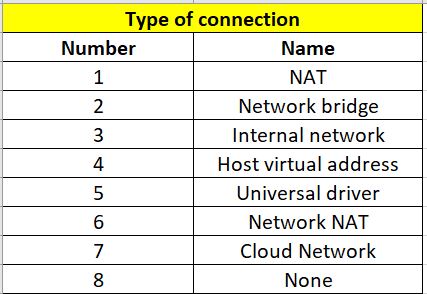 Type of connection
Number Name
1 NAT
2 Network bridge
3 Internal network
4 Host virtual address
5 Universal driver
6 Network NAT
7 Cloud Network
8 None